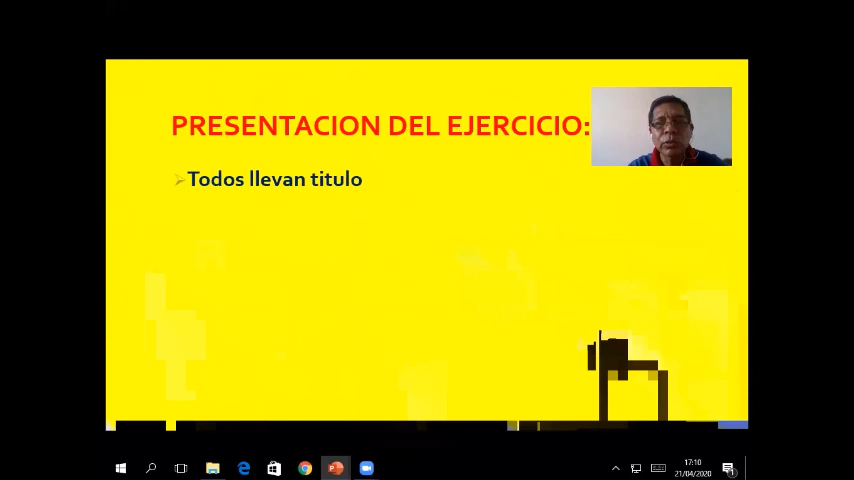 PRESENTACION DEL EJERCICIO:
Todos llevan titulo
17:10
21/04/2020